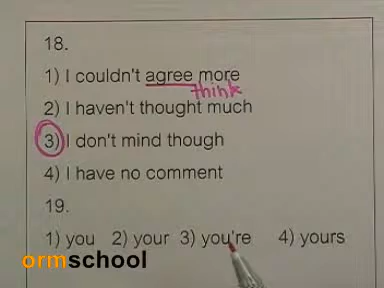 18.
1) I couldn't agree more
think
2) I haven't thought much
3) I don't mind though
4) I have no comment
19.
1) you 2) your 3) you're 4) yours
ormschool